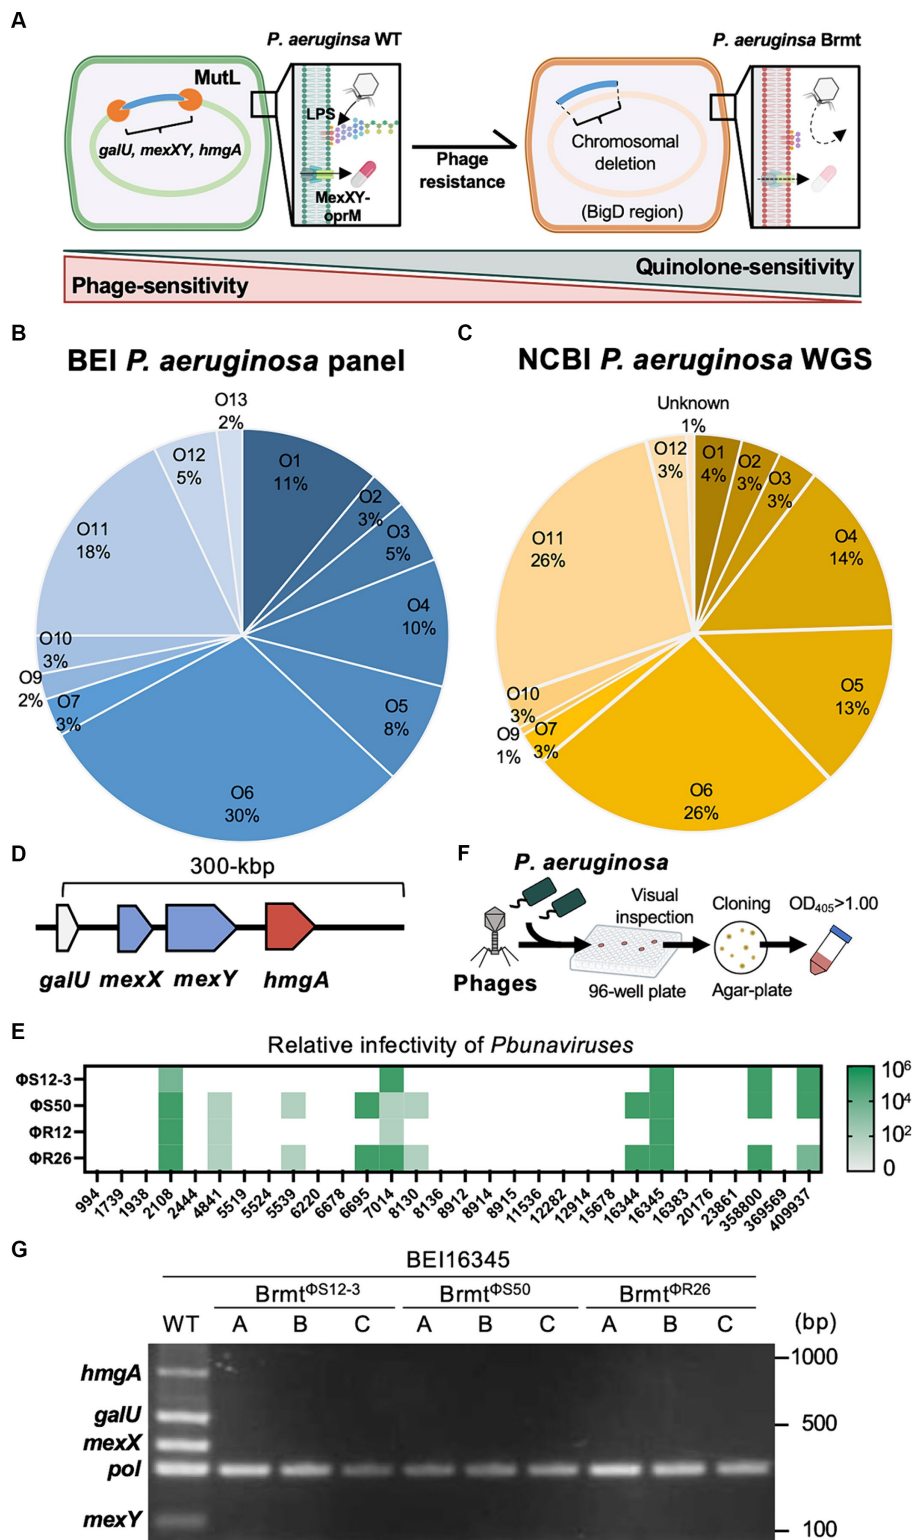 A
P. aeruginsa WT
P. aeruginsa Brmt
MutL
galU, mexXY, hmgA
LPS
MexXY-
oprM
Phage
resistance
Chromosomal
deletion
(BigD region)
Quinolone-sensitivity
Phage-sensitivity
B
BEI P. aeruginosa panel
O13
2%
O1
11%
O2
3%
O3
5%
O4
10%
O5
8%
O6
30%
O7
3%
O9
2%
O10
3%
O11
18%
O12
5%
C
NCBI P. aeruginosa WGS
Unknown
1%
O1
4%
O2
3%
O3
3%
O4
14%
O5
13%
O6
26%
O7
3%
O9
1%
O10
3%
O11
26%
O12
3%
D
300-kbp
galU mexX mexY hmgA
F
P. aeruginosa
Phages
Visual
inspection
96-well plate
Cloning
Agar-plate
OD405>1.00
E
Relative infectivity of Pbunaviruses
ΦS12-3
ΦS50
ΦR12
ΦR26
10⁶
10⁴
10²
0
994 1739 1938 2108 2444 4841 5519 5524 5539 6220 6678 6695 7014 8130 8136 8912 8914 8915 11536 12282 12914 15678 16344 16345 16383 20176 23861 358800 369569 409937
G
BEI16345
BrmtΦS12-3 BrmtΦS50 BrmtΦR26
WT A B C A B C A B C (bp)
hmgA
galU
mexX
pol
mexY
1000
500
100